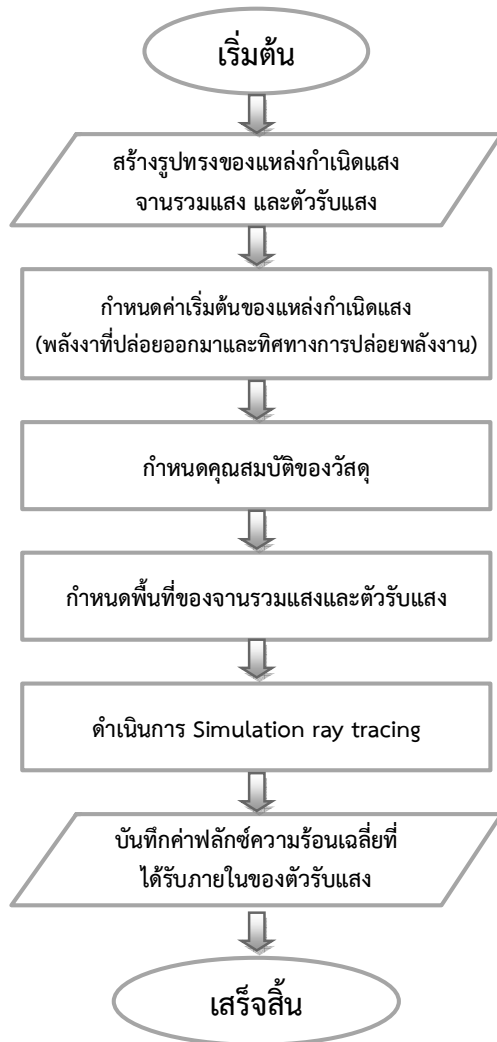 เริ่มต้น
สร้างรูปทรงของแหล่งกำเนิดแสง
จานรวมแสง และตัวรับแสง
กำหนดค่าเริ่มต้นของแหล่งกำเนิดแสง
(พลังงาที่ปล่อยออกมาและทิศทางการปล่อยพลังงาน)
กำหนดคุณสมบัติของวัสดุ
กำหนดพื้นที่ของจานรวมแสงและตัวรับแสง
ดำเนินการ Simulation ray tracing
บันทึกค่าฟลักซ์ความร้อนเฉลี่ยที่
ได้รับภายในของตัวรับแสง
เสร็จสิ้น